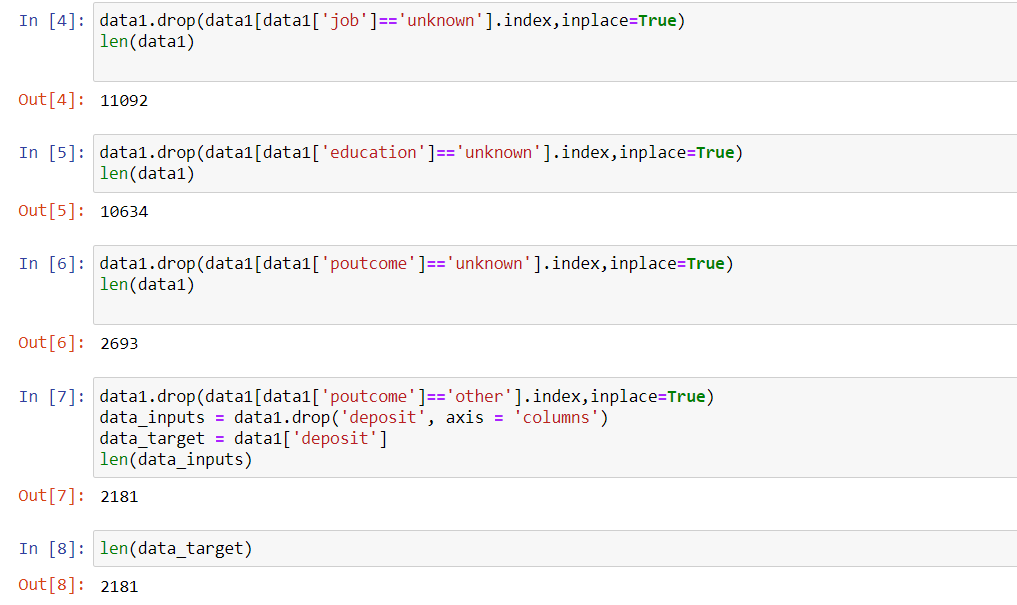 In [4]: data1.drop(data1[data1['job']=='unknown'].index,inplace=True)
len(data1)
Out[4]: 11092
In [5]: data1.drop(data1[data1['education']=='unknown'].index,inplace=True)
len(data1)
Out[5]: 10634
In [6]: data1.drop(data1[data1['poutcome']=='unknown'].index,inplace=True)
len(data1)
Out[6]: 2693
In [7]: data1.drop(data1[data1['poutcome']=='other'].index,inplace=True)
data_inputs = data1.drop('deposit', axis = 'columns')
data_target = data1['deposit']
len(data_inputs)
Out[7]: 2181
In [8]: len(data_target)
Out[8]: 2181